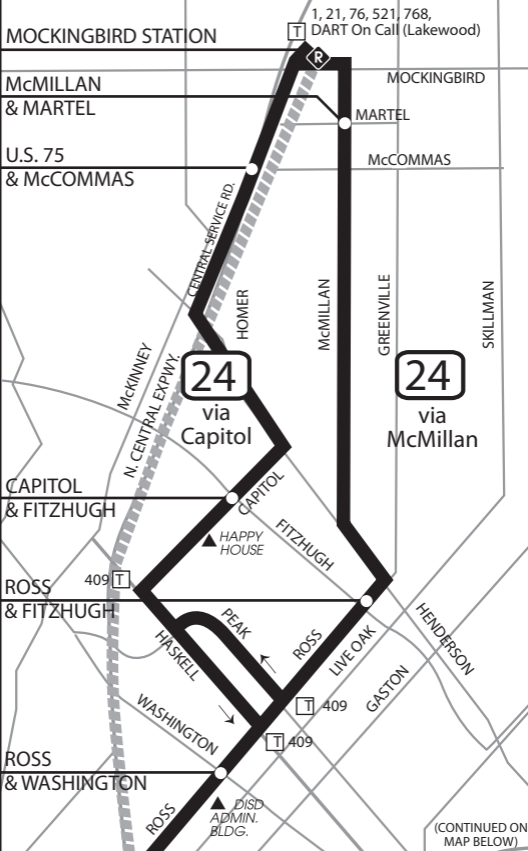 1, 21, 76, 521, 768,
DART On Call (Lakewood)
T
MOCKINGBIRD STATION
R
MOCKINGBIRD
McMILLAN
& MARTEL
MARTEL
U.S. 75
& McCOMMAS
McCOMMAS
CENTRAL SERVICE RD.
HOMER
McMILLAN
GREENVILLE
SKILLMAN
McKINNEY
N. CENTRAL EXPWY.
24
via
Capitol
24
via
McMillan
CAPITOL
& FITZHUGH
CAPITOL
HAPPY
HOUSE
FITZHUGH
409 T
ROSS
& FITZHUGH
PEAK
HASKELL
ROSS
LIVE OAK
HENDERSON
GASTON
WASHINGTON
T 409
T 409
ROSS
& WASHINGTON
DISD
ADMIN.
BLDG.
ROSS
(CONTINUED ON
MAP BELOW)